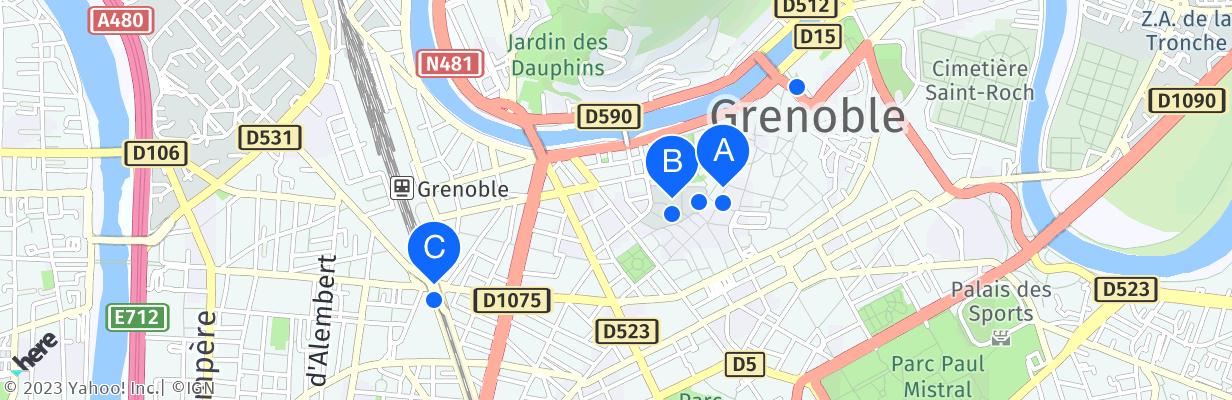 A480
D512
Z.A. de la
Tronche
D15
Jardin des
Dauphins
N481
Cimetière
Saint-Roch
D1090
D590
Grenoble
D531
D106
B
A
Grenoble
C
d'Alembert
Palais des
Sports
D523
D1075
E712
D523
here
D5
Parc Paul
Mistral
© 2023 Yahoo! Inc.| ©IGN
Parc